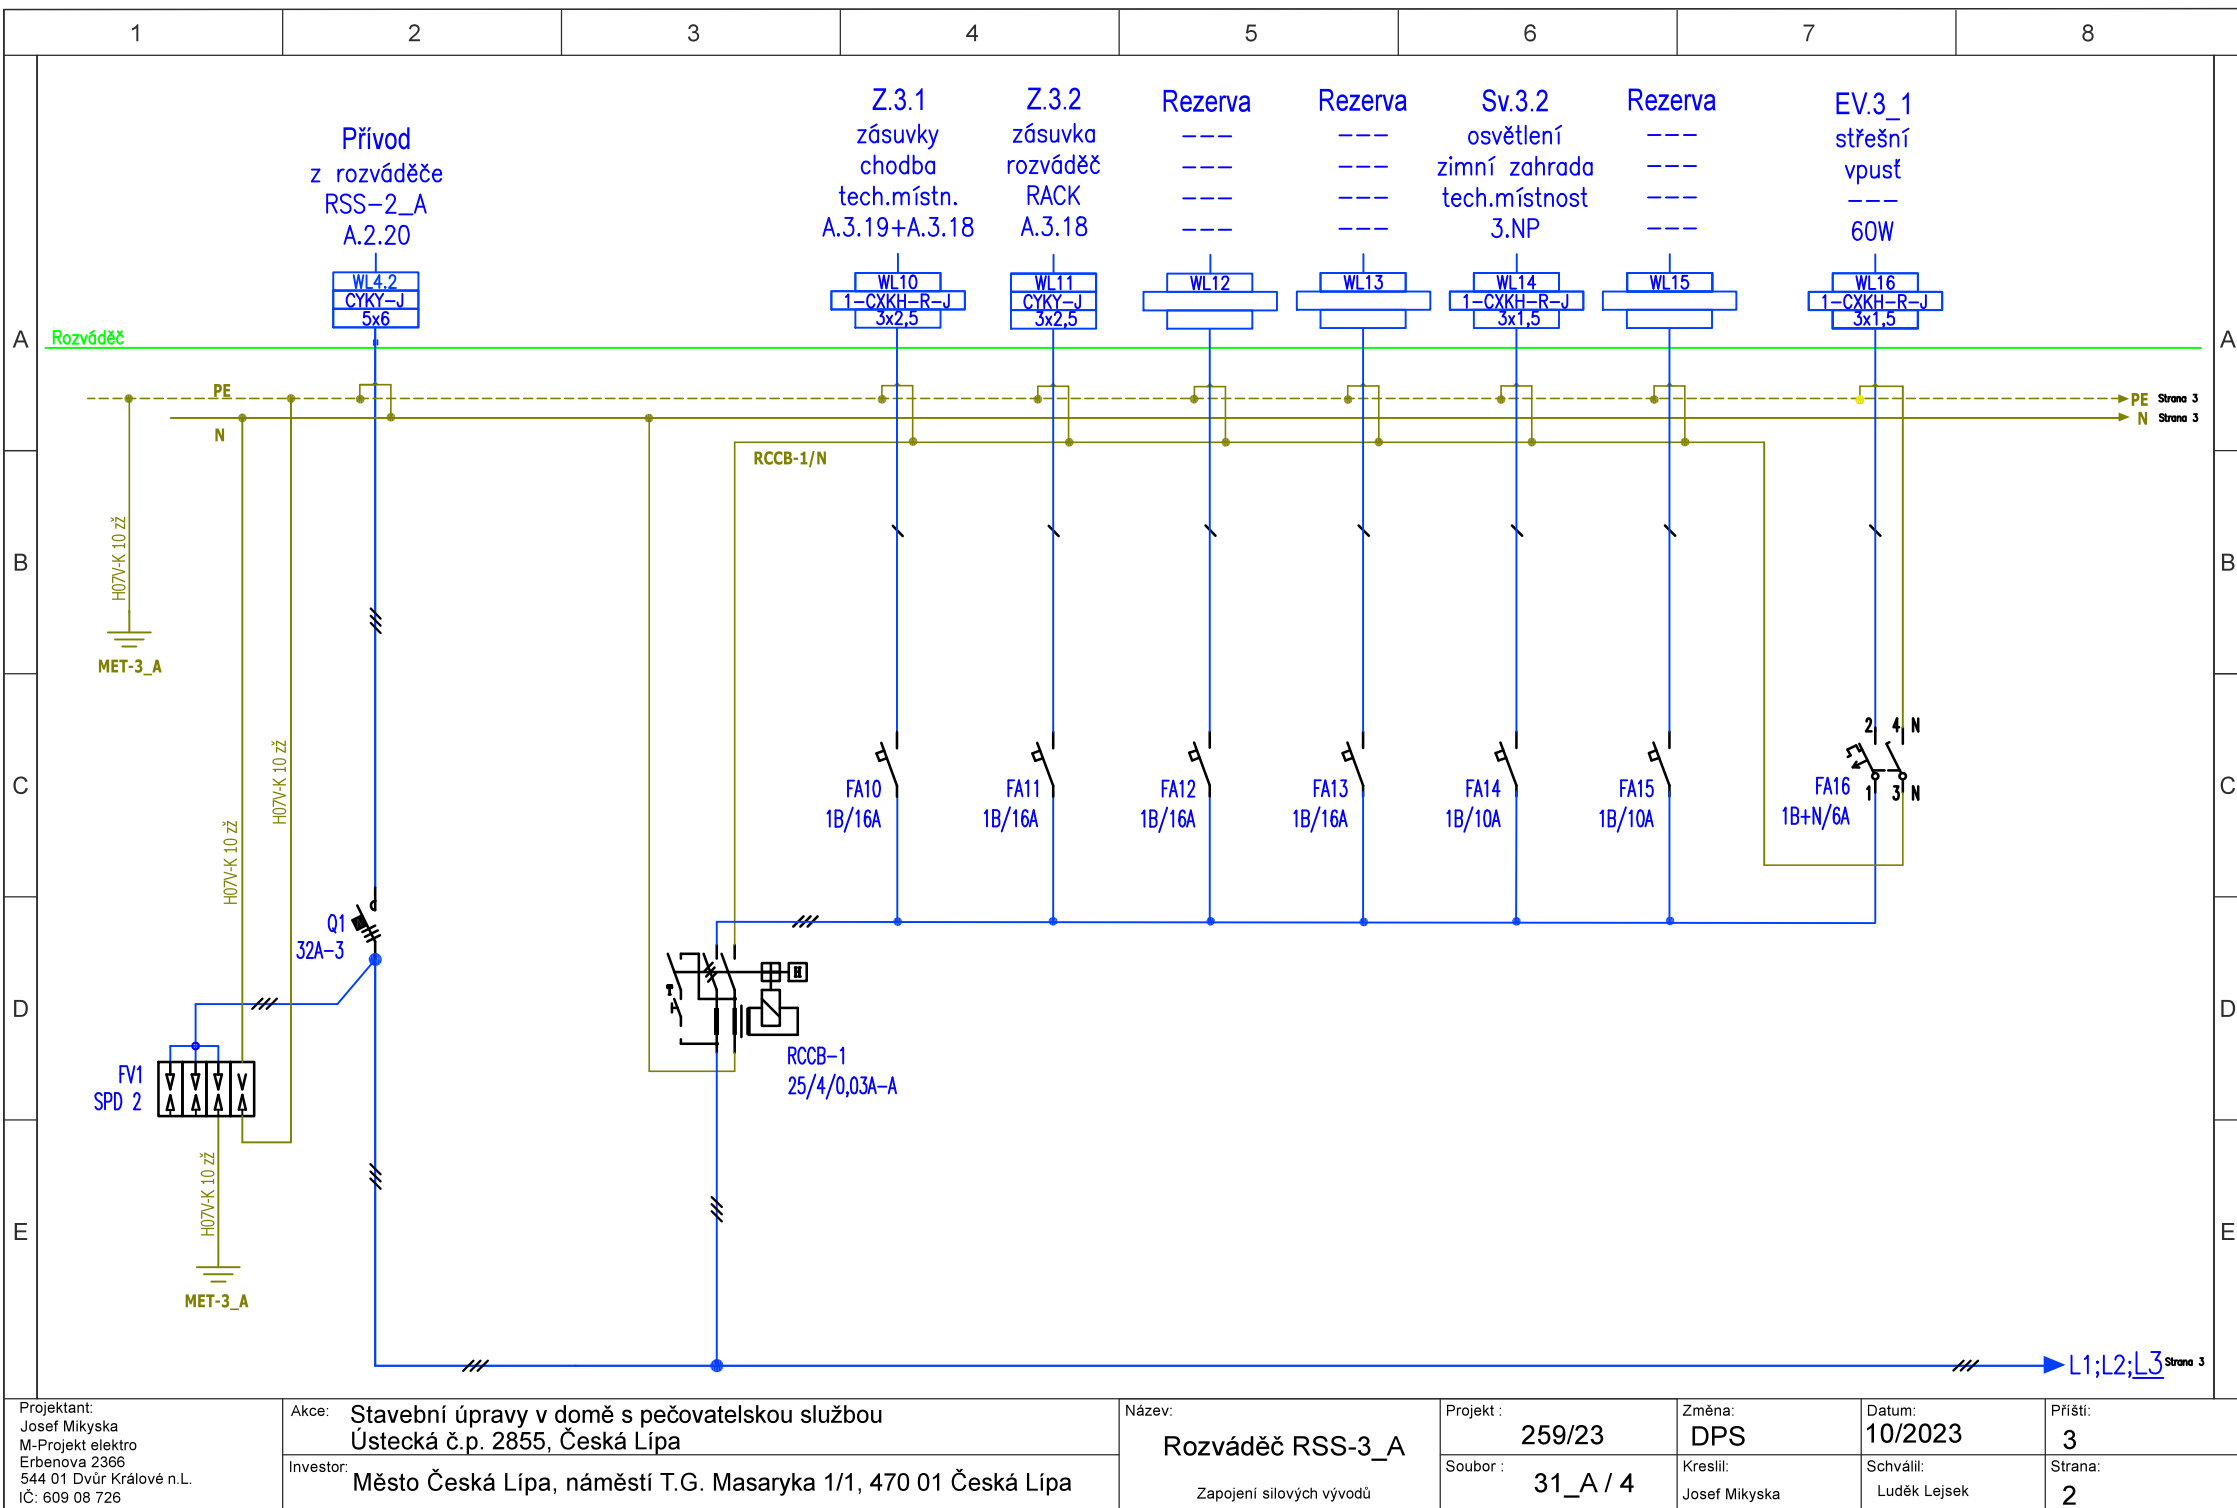 1 2 3 4 5 6 7 8
Přívod
z rozváděče
RSS-2_A
A.2.20
WL4.2
CYKY-J
5x6
Z.3.1
zásuvky
chodba
tech.místn.
A.3.19+A.3.18
WL10
1-CXKH-R-J
3x2,5
Z.3.2
zásuvka
rozváděč
RACK
A.3.18
WL11
CYKY-J
3x2,5
Rezerva
---
---
---
---
WL12
Rezerva
---
---
---
---
WL13
Sv.3.2
osvětlení
zimní zahrada
tech.místnost
3.NP
WL14
1-CXKH-R-J
3x1,5
Rezerva
---
---
---
---
WL15
EV.3_1
střešní
vpusť
---
60W
WL16
1-CXKH-R-J
3x1,5
A Rozváděč A
PE PE Strana 3
N N Strana 3
RCCB-1/N
B B
H07V-K 10 zž
MET-3_A
H07V-K 10 zž
H07V-K 10 zž
C C
FA10
1B/16A
FA11
1B/16A
FA12
1B/16A
FA13
1B/16A
FA14
1B/10A
FA15
1B/10A
2 4 N
FA16
1B+N/6A
1 3 N
Q1
32A-3
D D
H
T
RCCB-1
25/4/0,03A-A
FV1
SPD 2
H07V-K 10 zž
MET-3_A
E E
L1;L2;L3 Strana 3
Projektant:
Josef Mikyska
M-Projekt elektro
Erbenova 2366
544 01 Dvůr Králové n.L.
IČ: 609 08 726
Akce: Stavební úpravy v domě s pečovatelskou službou
Ústecká č.p. 2855, Česká Lípa
Investor: Město Česká Lípa, náměstí T.G. Masaryka 1/1, 470 01 Česká Lípa
Název:
Rozváděč RSS-3_A
Zapojení silových vývodů
Projekt :
259/23
Soubor :
31_A / 4
Změna:
DPS
Kreslil:
Josef Mikyska
Datum:
10/2023
Schválil:
Luděk Lejsek
Příští:
3
Strana:
2